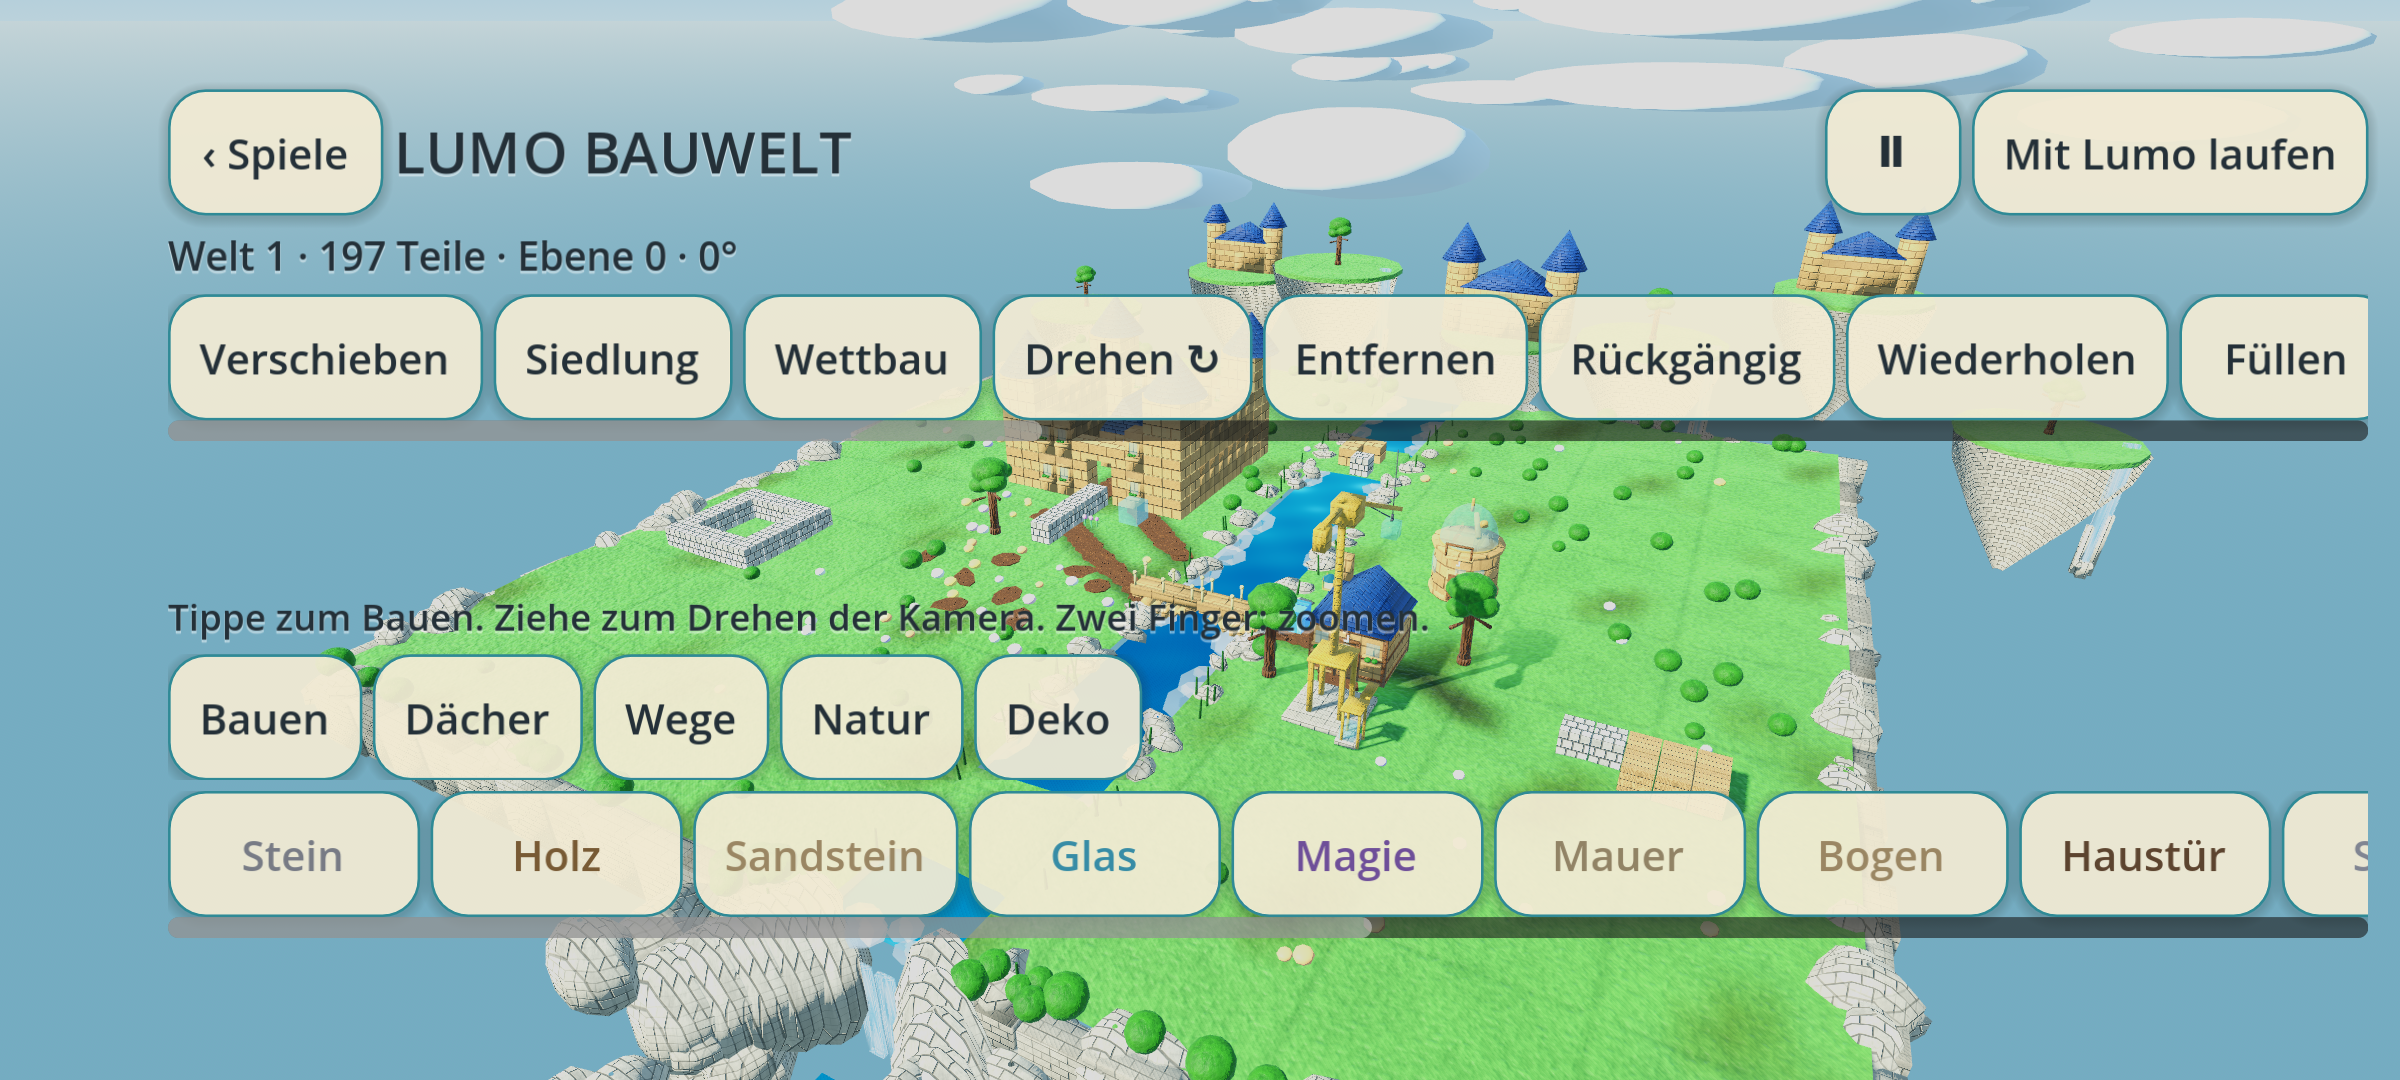 ‹ Spiele LUMO BAUWELT Mit Lumo laufen
Welt 1 · 197 Teile · Ebene 0 · 0°
Verschieben Siedlung Wettbau Drehen ↻ Entfernen Rückgängig Wiederholen Füllen
Tippe zum Bauen. Ziehe zum Drehen der Kamera. Zwei Finger: zoomen.
Bauen Dächer Wege Natur Deko
Stein Holz Sandstein Glas Magie Mauer Bogen Haustür